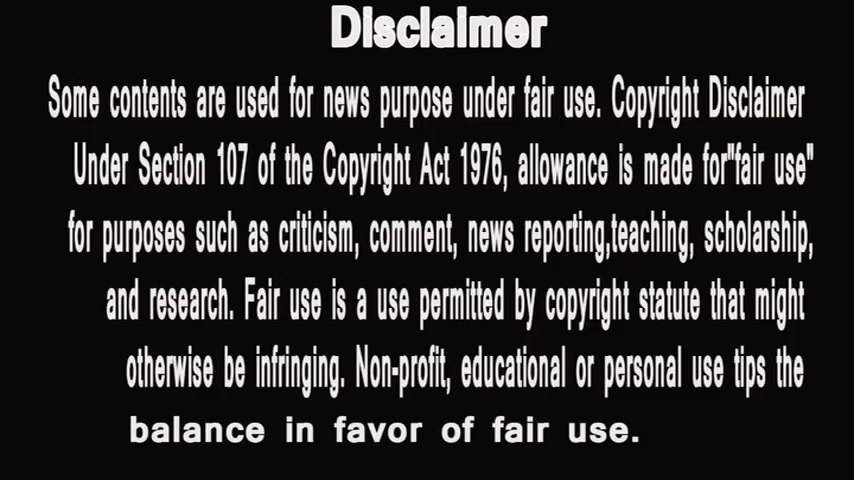 Disclaimer
Some contents are used for news purpose under fair use. Copyright Disclaimer
Under Section 107 of the Copyright Act 1976, allowance is made for"fair use"
for purposes such as criticism, comment, news reporting,teaching, scholarship,
and research. Fair use is a use permitted by copyright statute that might
otherwise be infringing. Non-profit, educational or personal use tips the
balance in favor of fair use.